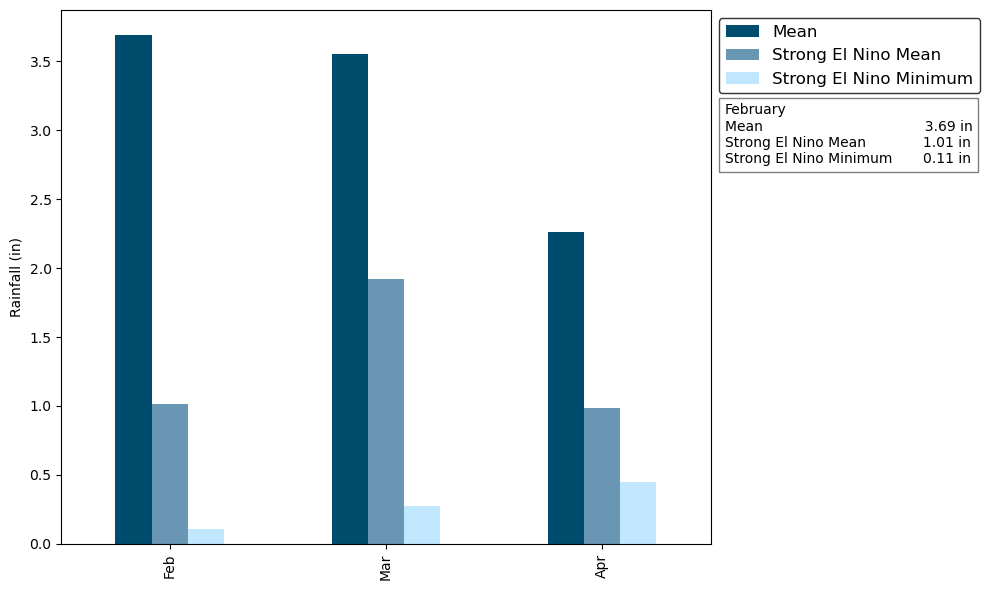 Mean
Strong El Nino Mean
Strong El Nino Minimum
February
Mean 3.69 in
Strong El Nino Mean 1.01 in
Strong El Nino Minimum 0.11 in
Rainfall (in)
3.5
3.0
2.5
2.0
1.5
1.0
0.5
0.0
Feb
Mar
Apr